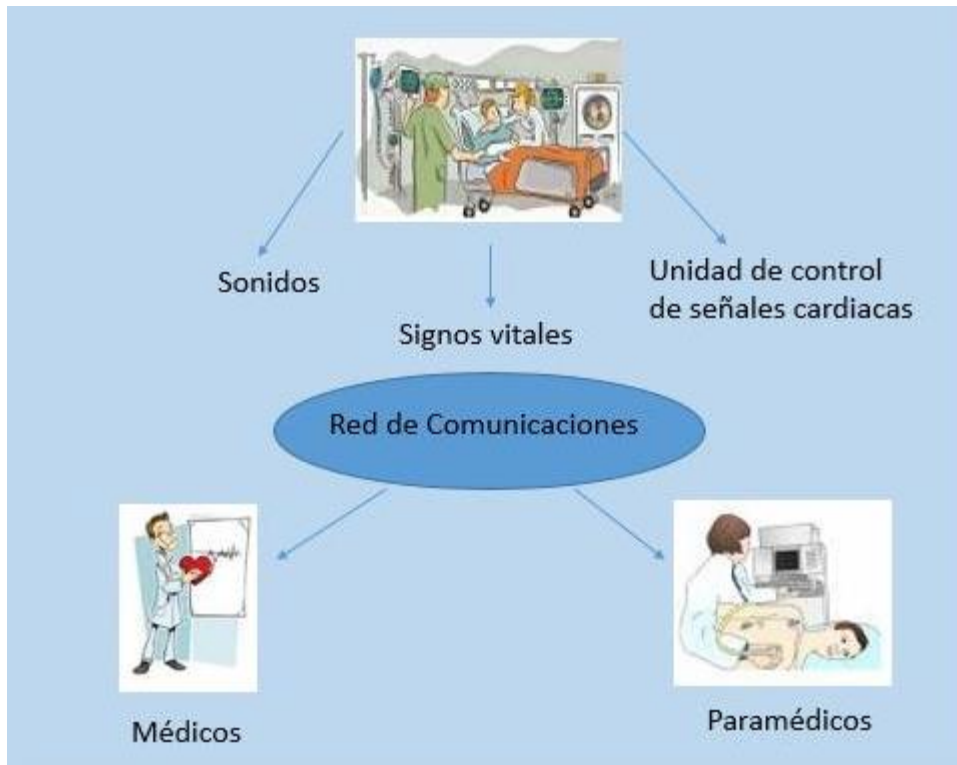 Sonidos
Unidad de control
de señales cardiacas
Signos vitales
Red de Comunicaciones
Médicos
Paramédicos